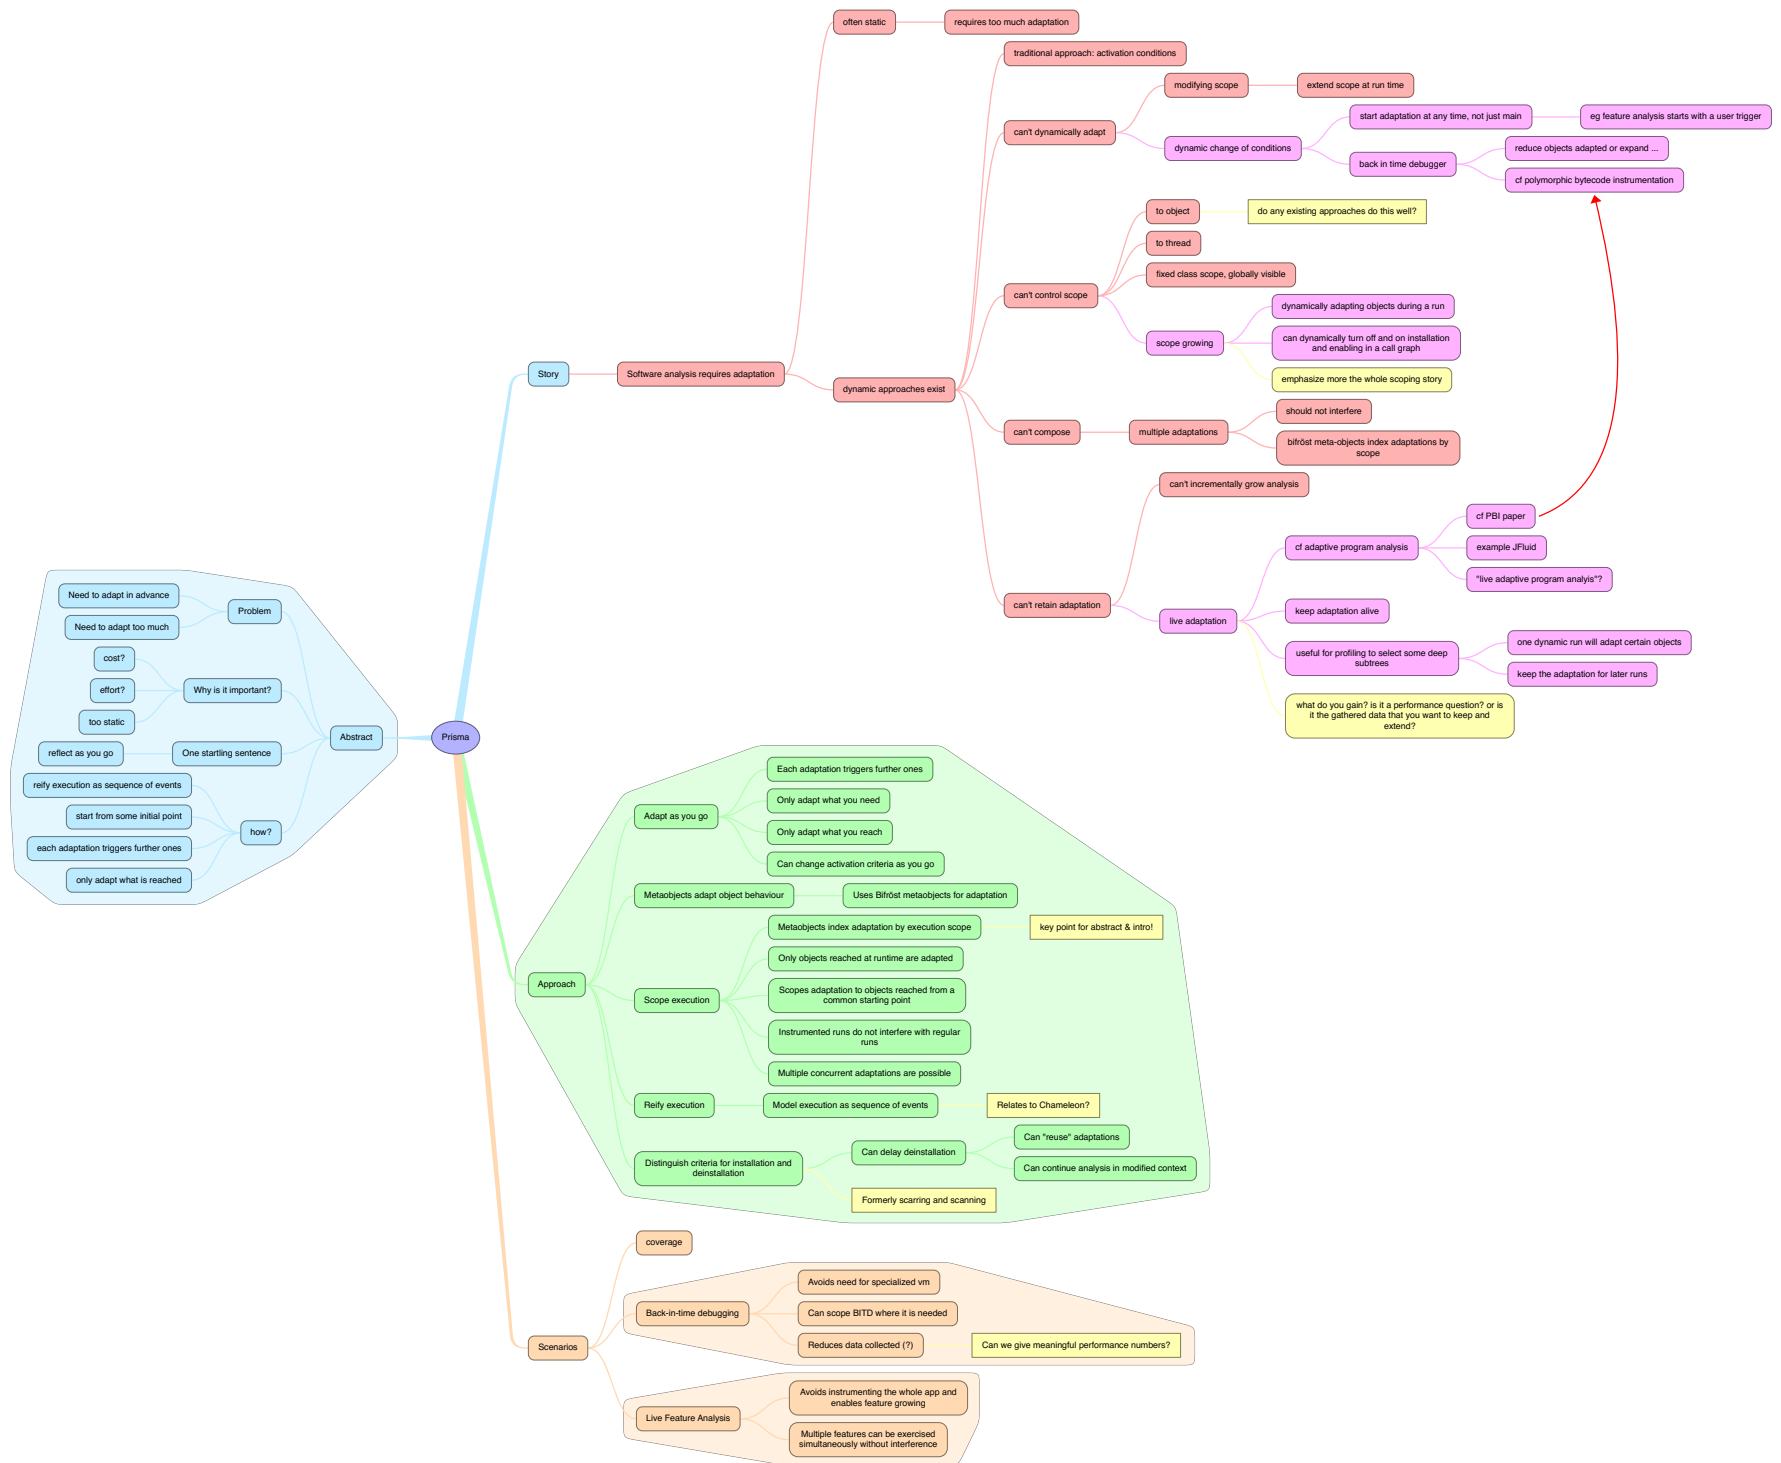 often static
requires too much adaptation
traditional approach: activation conditions
modifying scope
extend scope at run time
can't dynamically adapt
start adaptation at any time, not just main
eg feature analysis starts with a user trigger
dynamic change of conditions
reduce objects adapted or expand ...
back in time debugger
cf polymorphic bytecode instrumentation
to object
do any existing approaches do this well?
to thread
fixed class scope, globally visible
can't control scope
dynamically adapting objects during a run
scope growing
can dynamically turn off and on installation
and enabling in a call graph
emphasize more the whole scoping story
Story
Software analysis requires adaptation
dynamic approaches exist
should not interfere
can't compose
multiple adaptations
bifröst meta-objects index adaptations by
scope
can't incrementally grow analysis
cf PBI paper
cf adaptive program analysis
example JFluid
"live adaptive program analyis"?
can't retain adaptation
live adaptation
keep adaptation alive
one dynamic run will adapt certain objects
useful for profiling to select some deep
subtrees
keep the adaptation for later runs
what do you gain? is it a performance question? or is
it the gathered data that you want to keep and
extend?
Need to adapt in advance
Problem
Need to adapt too much
cost?
effort?
Why is it important?
too static
Abstract
Prisma
reflect as you go
One startling sentence
reify execution as sequence of events
start from some initial point
how?
each adaptation triggers further ones
only adapt what is reached
Each adaptation triggers further ones
Only adapt what you need
Adapt as you go
Only adapt what you reach
Can change activation criteria as you go
Metaobjects adapt object behaviour
Uses Bifröst metaobjects for adaptation
Metaobjects index adaptation by execution scope
key point for abstract & intro!
Only objects reached at runtime are adapted
Approach
Scope execution
Scopes adaptation to objects reached from a
common starting point
Instrumented runs do not interfere with regular
runs
Multiple concurrent adaptations are possible
Reify execution
Model execution as sequence of events
Relates to Chameleon?
Distinguish criteria for installation and
deinstallation
Can delay deinstallation
Can "reuse" adaptations
Can continue analysis in modified context
Formerly scarring and scanning
coverage
Avoids need for specialized vm
Back-in-time debugging
Can scope BITD where it is needed
Reduces data collected (?)
Can we give meaningful performance numbers?
Scenarios
Avoids instrumenting the whole app and
enables feature growing
Live Feature Analysis
Multiple features can be exercised
simultaneously without interference